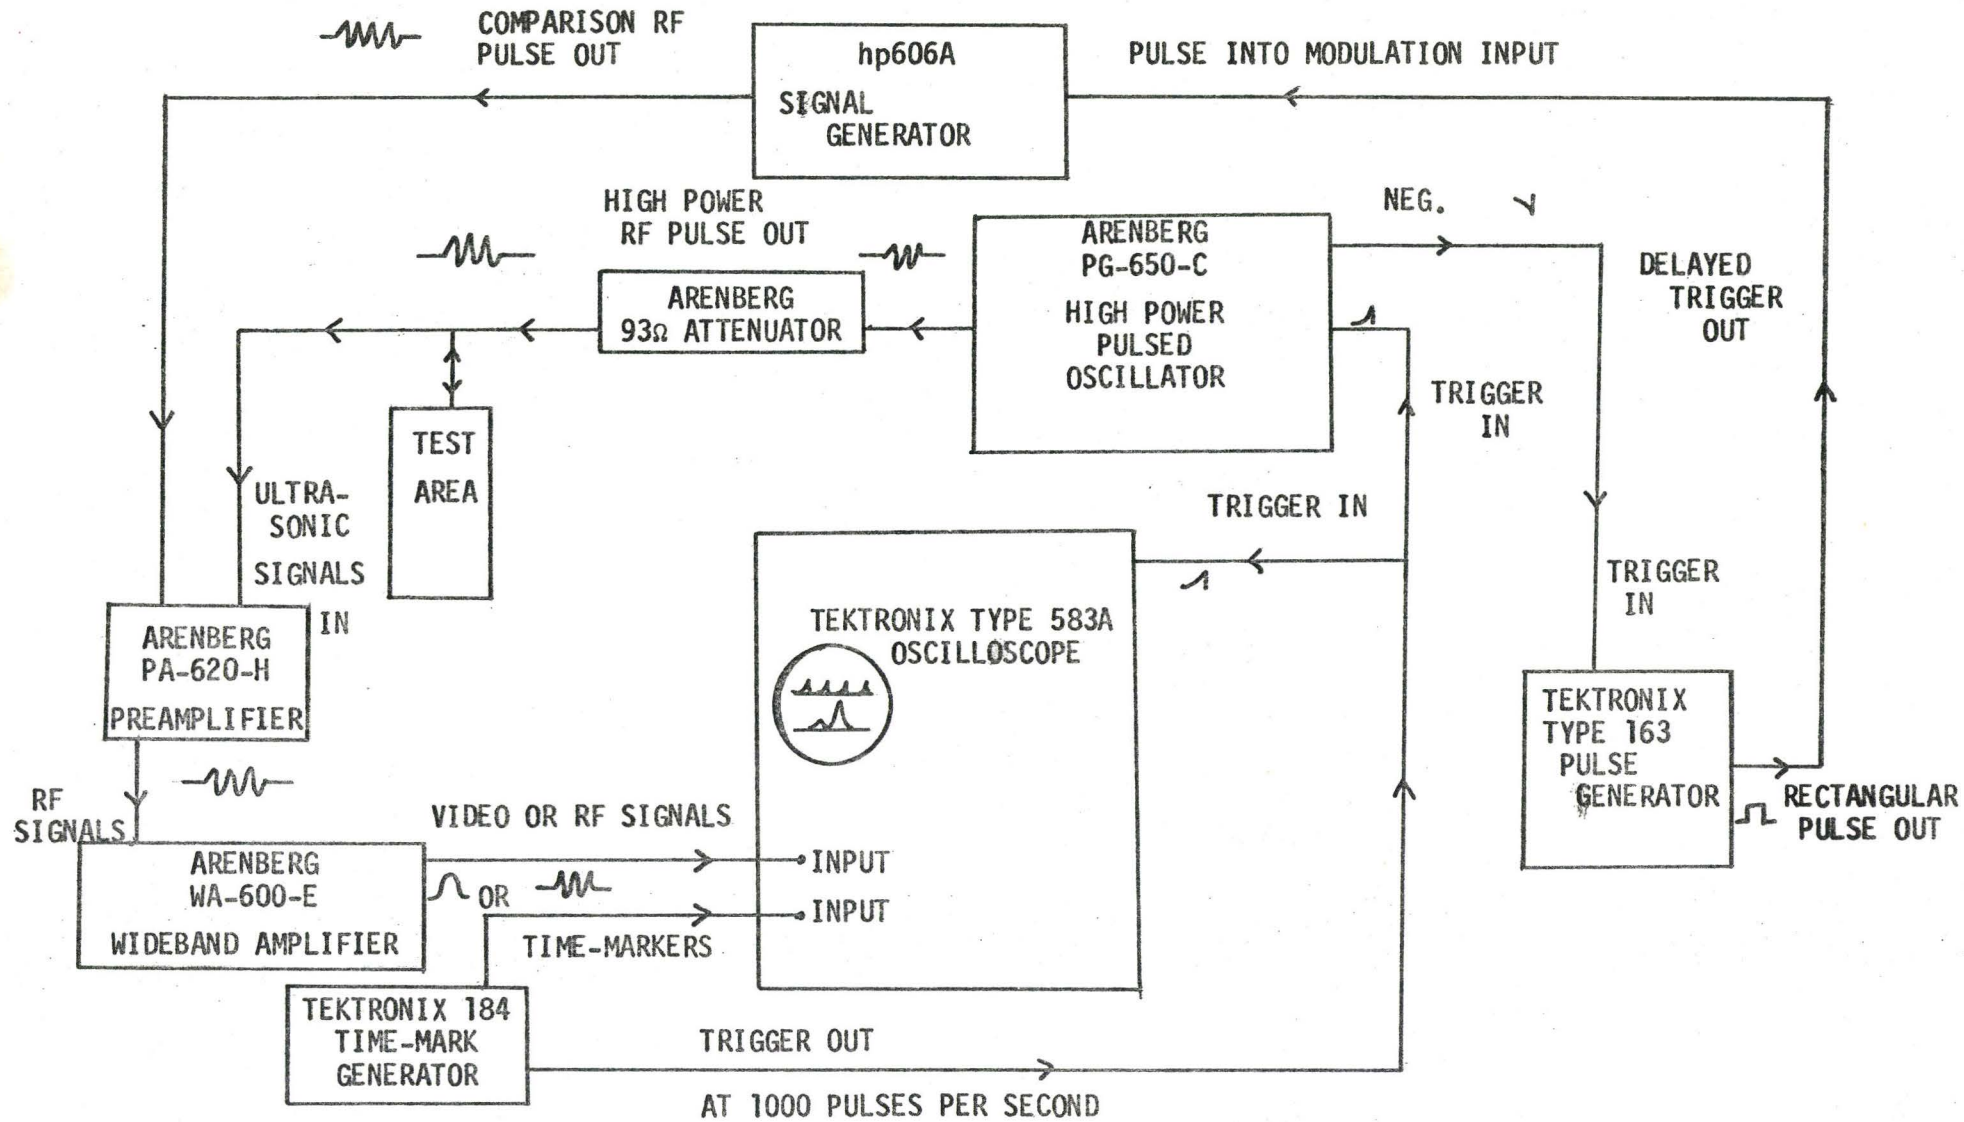 COMPARISON RF
PULSE OUT
hp606A
SIGNAL
GENERATOR
PULSE INTO MODULATION INPUT
HIGH POWER
RF PULSE OUT
ARENBERG
93Ω ATTENUATOR
ARENBERG
PG-650-C
HIGH POWER
PULSED
OSCILLATOR
NEG.
DELAYED
TRIGGER
OUT
TRIGGER
IN
TEST
AREA
ULTRA-
SONIC
SIGNALS
IN
TRIGGER IN
TRIGGER
IN
ARENBERG
PA-620-H
PREAMPLIFIER
TEKTRONIX TYPE 583A
OSCILLOSCOPE
TEKTRONIX
TYPE 163
PULSE
GENERATOR
RECTANGULAR
PULSE OUT
RF
SIGNALS
VIDEO OR RF SIGNALS
ARENBERG
WA-600-E
WIDEBAND AMPLIFIER
OR
INPUT
INPUT
TIME-MARKERS
TEKTRONIX 184
TIME-MARK
GENERATOR
TRIGGER OUT
AT 1000 PULSES PER SECOND